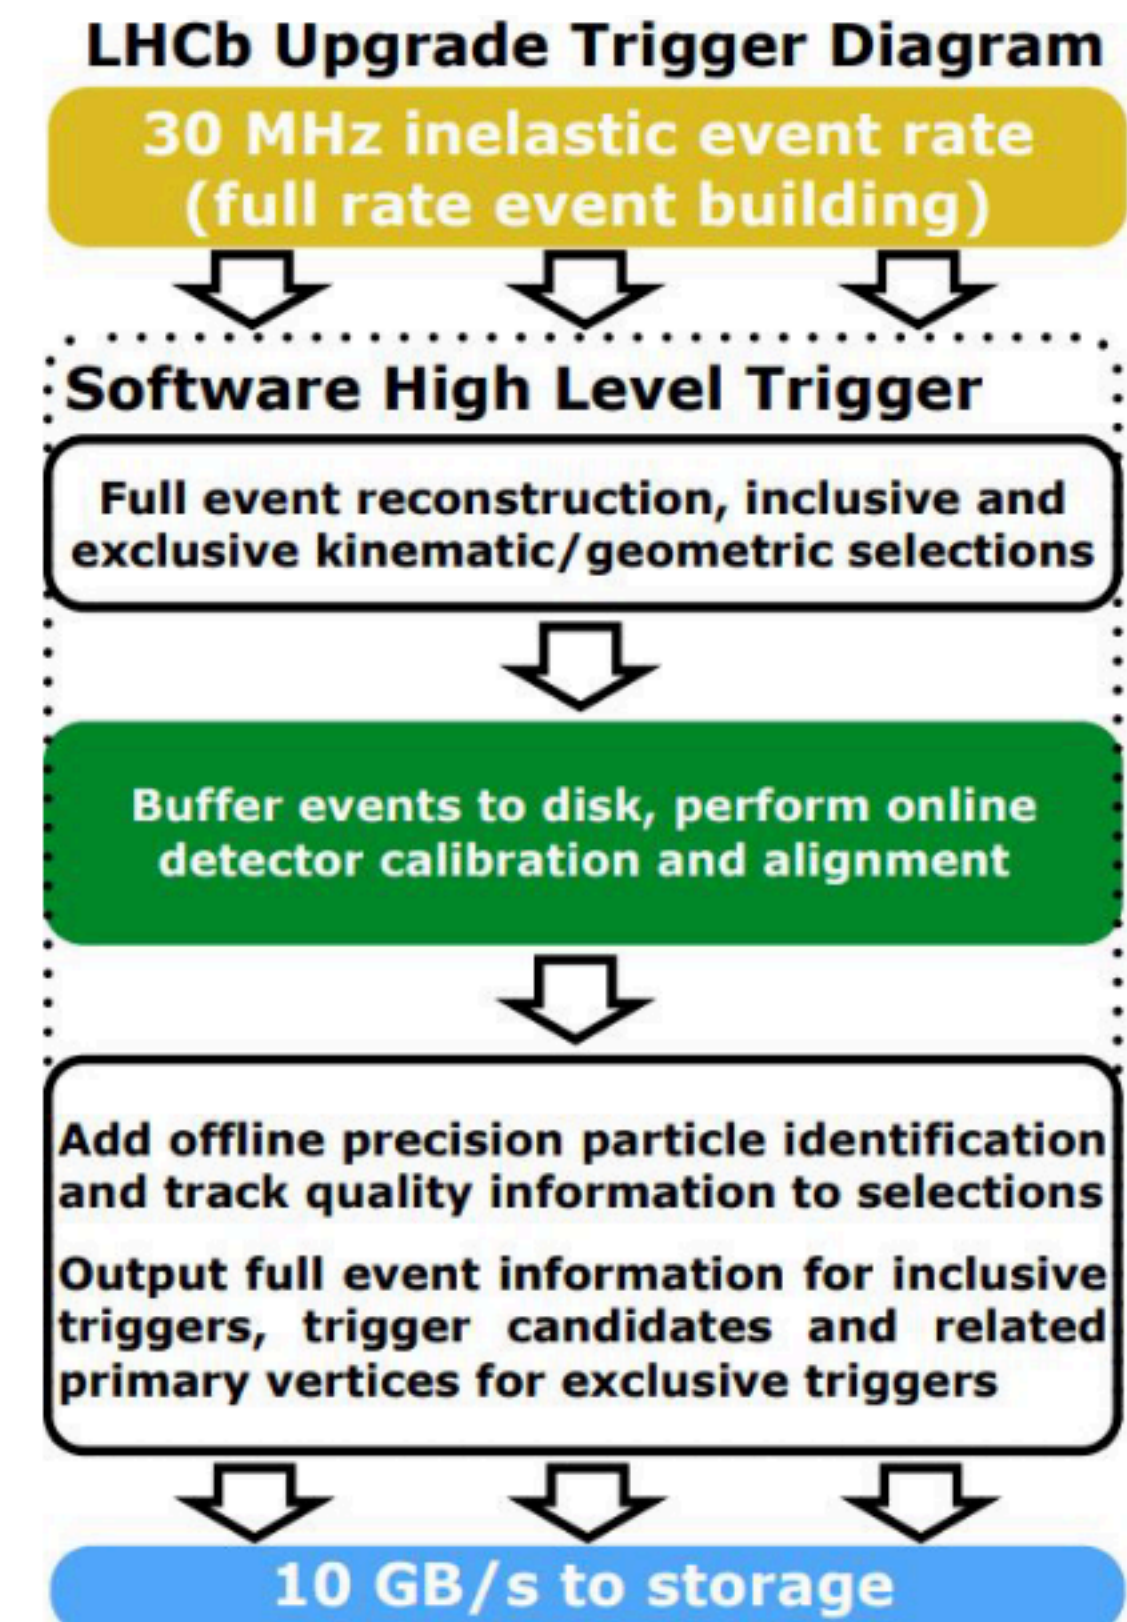 LHCb Upgrade Trigger Diagram
30 MHz inelastic event rate
(full rate event building)
Software High Level Trigger
Full event reconstruction, inclusive and
exclusive kinematic/geometric selections
Buffer events to disk, perform online
detector calibration and alignment
Add offline precision particle identification
and track quality information to selections
Output full event information for inclusive
triggers, trigger candidates and related
primary vertices for exclusive triggers
10 GB/s to storage